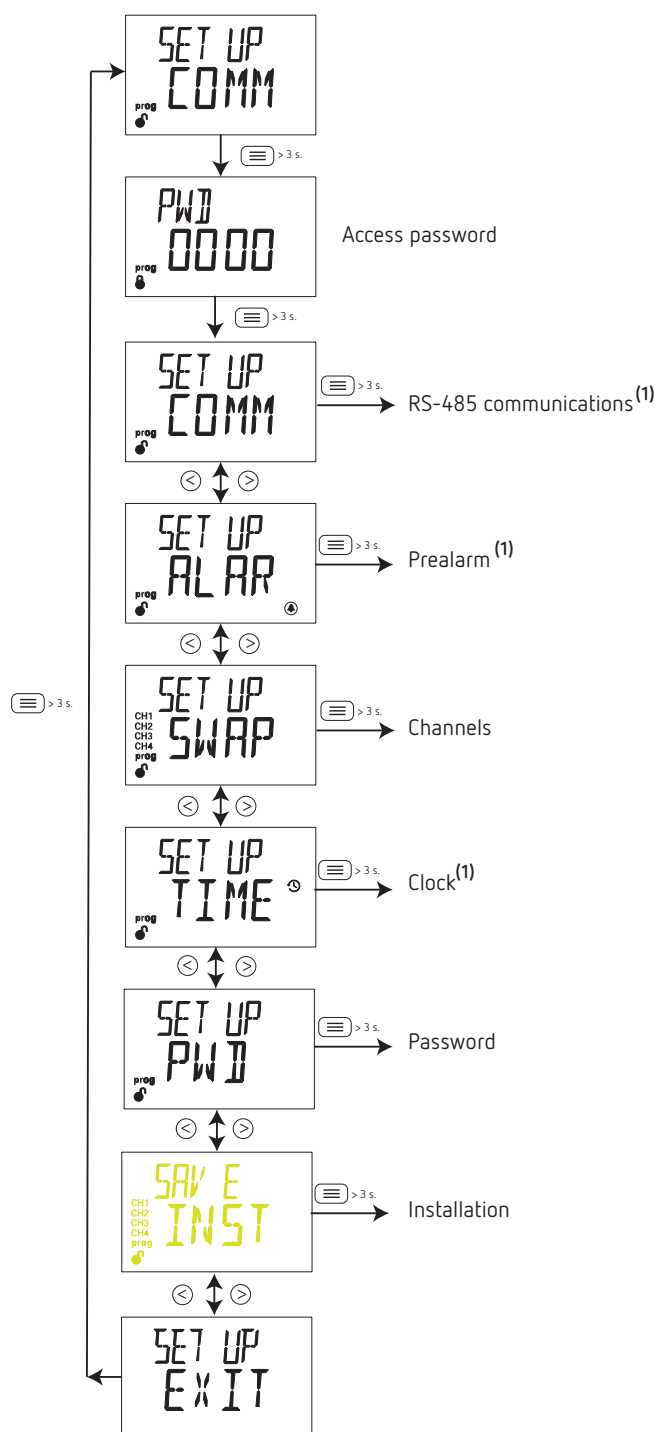 SET UP
COMM
prog
> 3 s.
PWD
0000
prog
Access password
> 3 s.
SET UP
COMM
prog
> 3 s.
RS-485 communications(1)
< >
SET UP
ALAR
prog
> 3 s.
Prealarm (1)
< >
SET UP
CH1
CH2
CH3
CH4
SWAP
prog
> 3 s.
Channels
> 3 s.
< >
SET UP
TIME
prog
> 3 s.
Clock(1)
< >
SET UP
PWD
prog
> 3 s.
Password
< >
SAVE
CH1
CH2
CH3
CH4
INST
prog
> 3 s.
Installation
< >
SET UP
EXIT